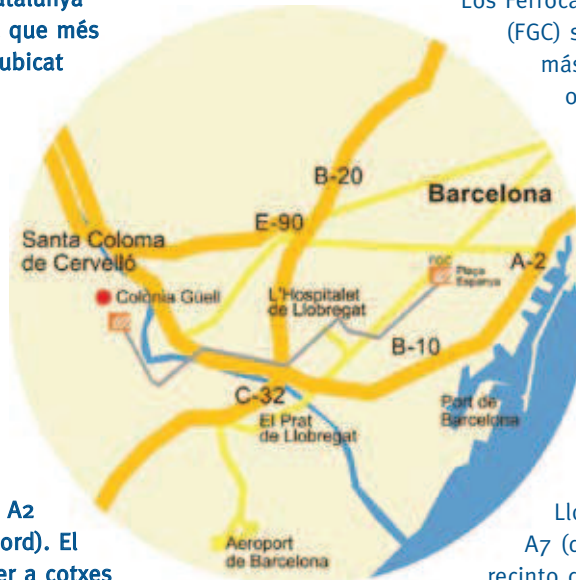 atalunya
que més
ubicat
Los Ferroca
(FGC) s
más
o
B-20
Barcelona
E-90
Santa Coloma
de Cervelló
FGC
Plaça
Espanya
A-2
Colònia Güell
L'Hospitalet
de Llobregat
B-10
C-32
Port de
Barcelona
El Prat
de Llobregat
A2
ord). El
er a cotxes
Aeroport
de Barcelona
Llo
A7 (o
recinto d